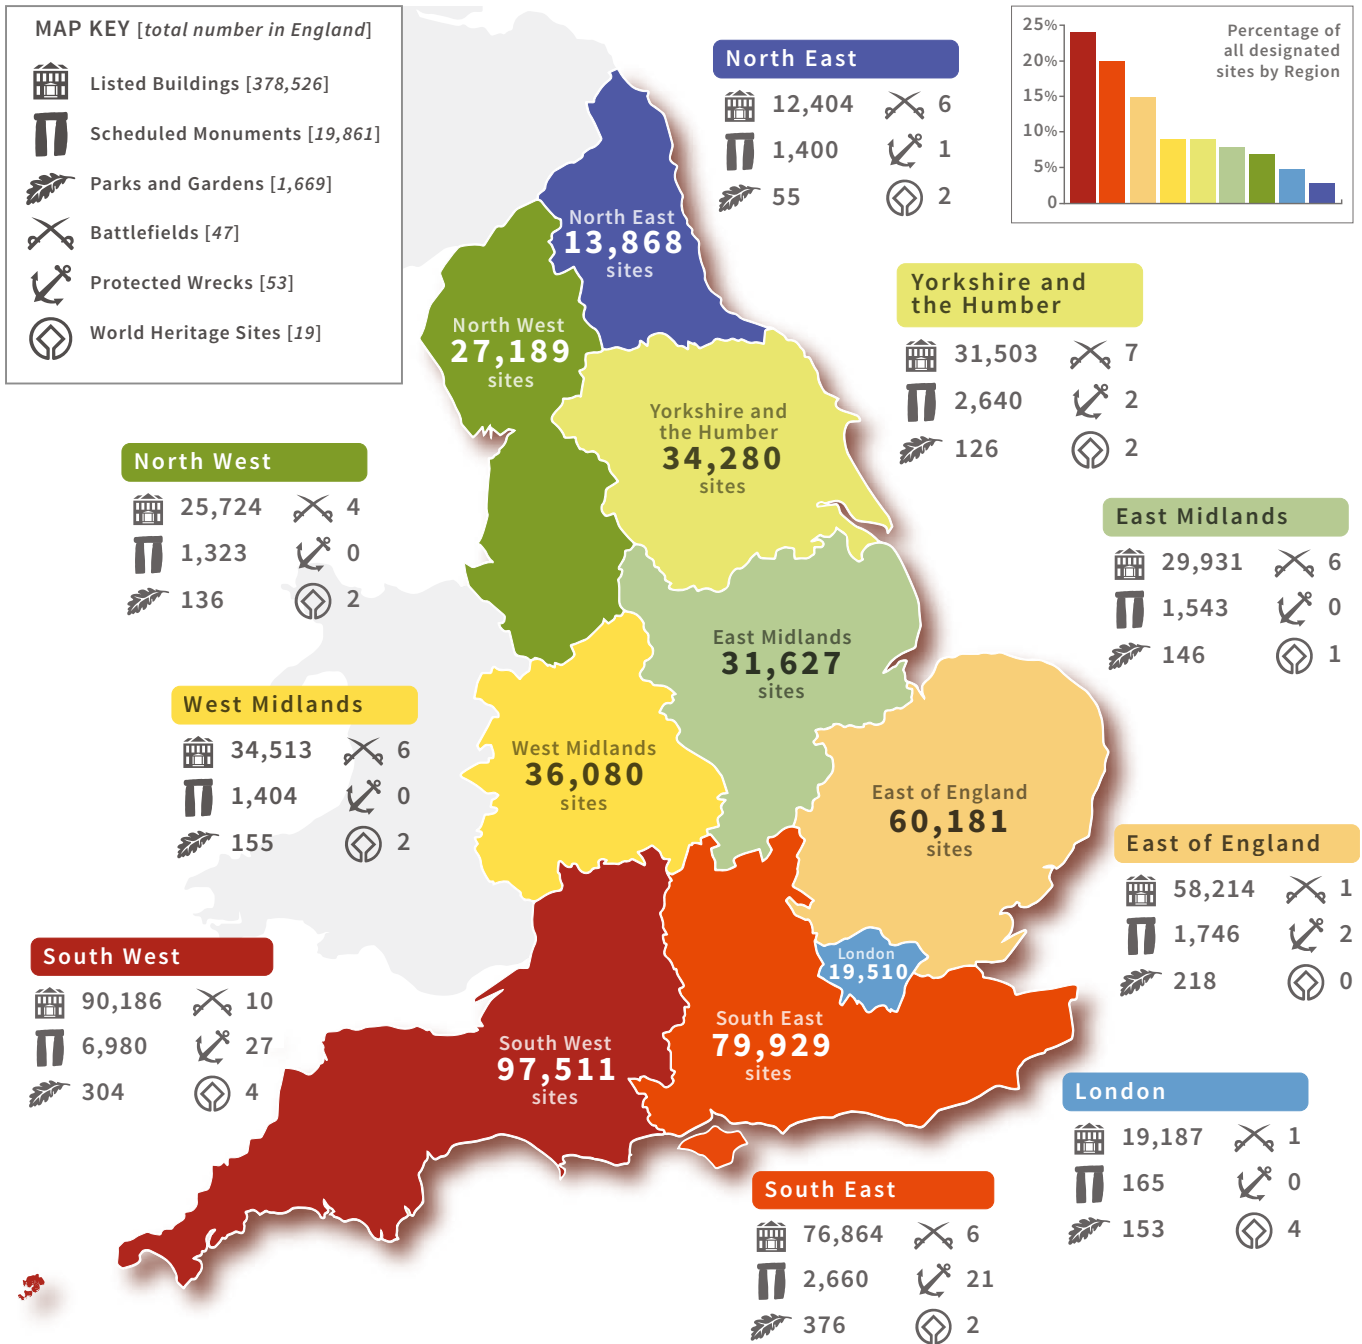 MAP KEY [total number in England]
Listed Buildings [378,526]
Scheduled Monuments [19,861]
Parks and Gardens [1,669]
Battlefields [47]
Protected Wrecks [53]
World Heritage Sites [19]
25%
20%
15%
10%
5%
0
Percentage of
all designated
sites by Region
North East
12,404 6
1,400 1
55 2
North East
13,868
sites
North West
27,189
sites
Yorkshire and
the Humber
31,503 7
2,640 2
126 2
Yorkshire and
the Humber
34,280
sites
North West
25,724 4
1,323 0
136 2
East Midlands
29,931 6
1,543 0
146 1
East Midlands
31,627
sites
West Midlands
34,513 6
1,404 0
155 2
West Midlands
36,080
sites
East of England
60,181
sites
East of England
58,214 1
1,746 2
218 0
South West
90,186 10
6,980 27
304 4
London
19,510
South West
97,511
sites
South East
79,929
sites
London
19,187 1
165 0
153 4
South East
76,864 6
2,660 21
376 2